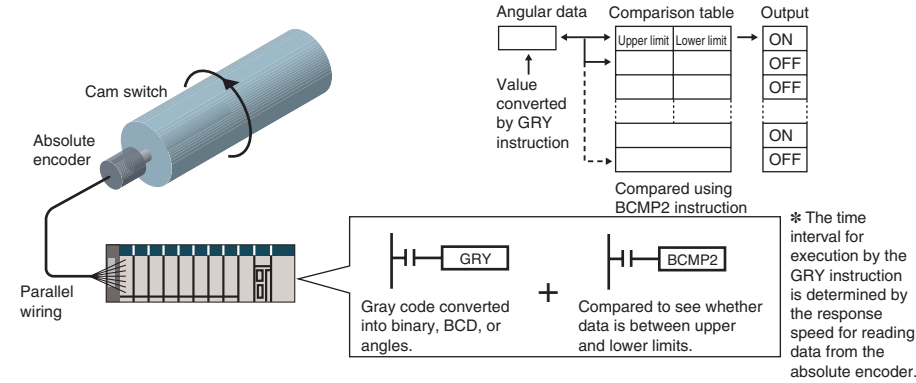 Angular data
Comparison table
Output
Upper limit
Lower limit
ON
OFF
OFF
ON
OFF
Value
converted
by GRY
instruction
Compared using
BCMP2 instruction
Cam switch
Absolute
encoder
Parallel
wiring
GRY
Gray code converted
into binary, BCD, or
angles.
+
BCMP2
Compared to see whether
data is between upper
and lower limits.
✻ The time
interval for
execution by the
GRY instruction
is determined by
the response
speed for reading
data from the
absolute encoder.